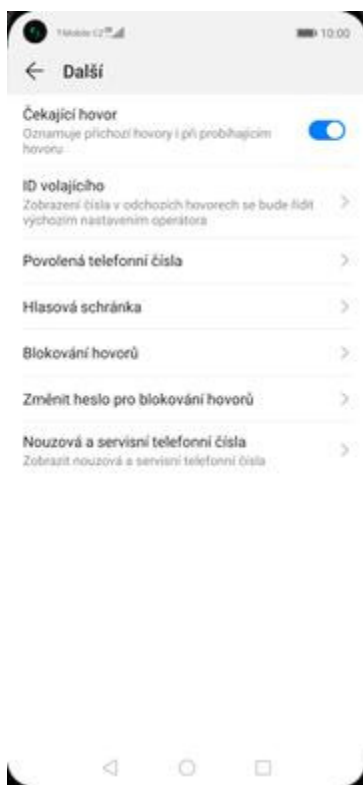 T-Mobile CZ
10:00
Další
Čekající hovor
Oznamuje příchozí hovory i při probíhajícím
hovoru
ID volajícího
Zobrazení čísla v odchozích hovorech se bude řídit
výchozím nastavením operátora
Povolená telefonní čísla
Hlasová schránka
Blokování hovorů
Změnit heslo pro blokování hovorů
Nouzová a servisní telefonní čísla
Zobrazit nouzová a servisní telefonní čísla